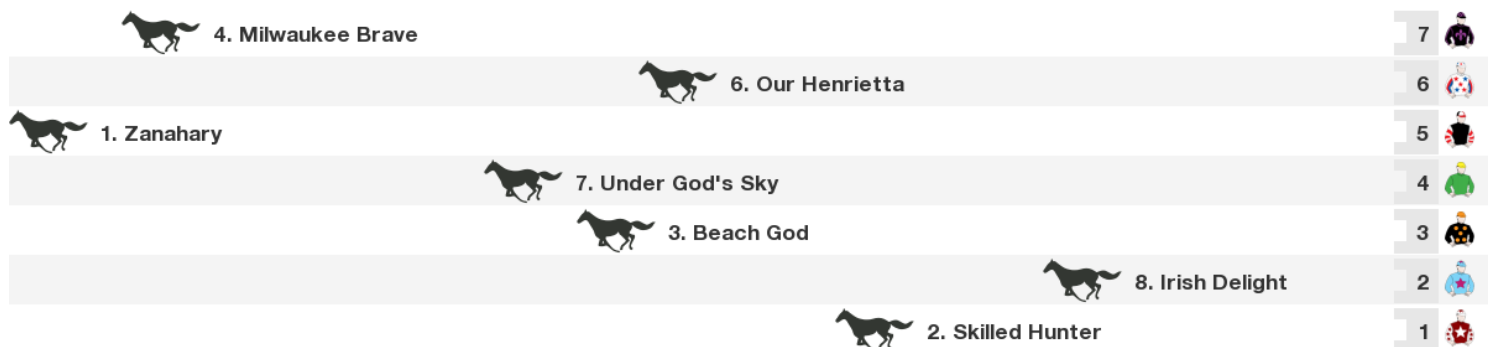 4. Milwaukee Brave 7
6. Our Henrietta 6
1. Zanahary 5
7. Under God's Sky 4
3. Beach God 3
8. Irish Delight 2
2. Skilled Hunter 1